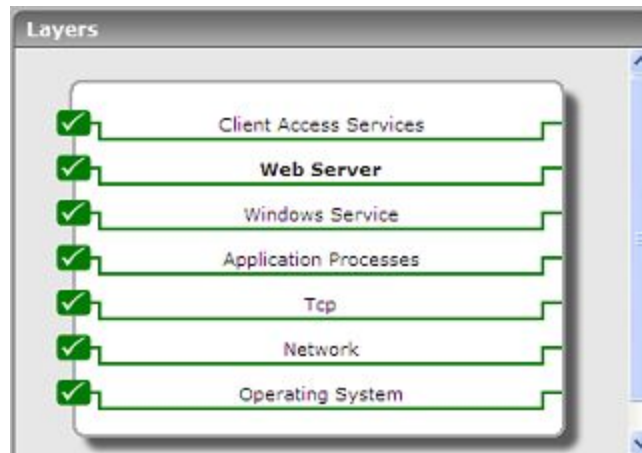 Layers
Client Access Services
Web Server
Windows Service
Application Processes
Tcp
Network
Operating System